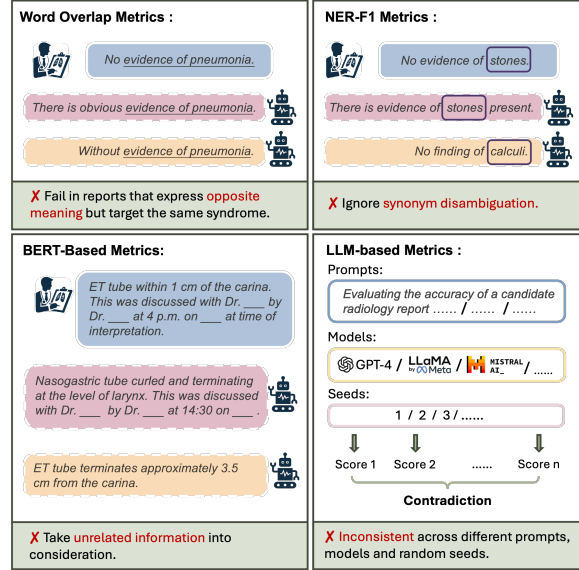 Word Overlap Metrics :
No evidence of pneumonia.
There is obvious evidence of pneumonia.
Without evidence of pneumonia.
✗ Fail in reports that express opposite
meaning but target the same syndrome.
NER-F1 Metrics :
No evidence of stones.
There is evidence of stones present.
No finding of calculi.
✗ Ignore synonym disambiguation.
BERT-Based Metrics:
ET tube within 1 cm of the carina.
This was discussed with Dr. ___ by
Dr. ___ at 4 p.m. on ___ at time of
interpretation.
Nasogastric tube curled and terminating
at the level of larynx. This was discussed
with Dr. ___ by Dr. ___ at 14:30 on ___ .
ET tube terminates approximately 3.5
cm from the carina.
✗ Take unrelated information into
consideration.
LLM-based Metrics :
Prompts:
Evaluating the accuracy of a candidate
radiology report ...... / ...... / ......
Models:
GPT-4 / LLaMA by Meta / MISTRAL AI_ / ......
Seeds:
1 / 2 / 3 / ......
Score 1 Score 2 ...... Score n
Contradiction
✗ Inconsistent across different prompts,
models and random seeds.